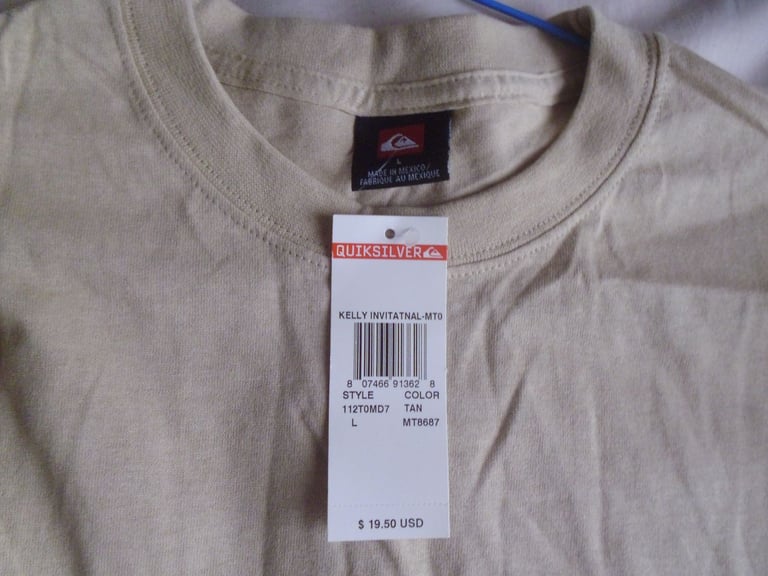 L
MADE IN MEXICO/
FABRIQUE AU MEXIQUE
QUIKSILVER
KELLY INVITATNAL-MT0
8 07466 91362 8
STYLE COLOR
112T0MD7 TAN
L MT8687
$ 19.50 USD